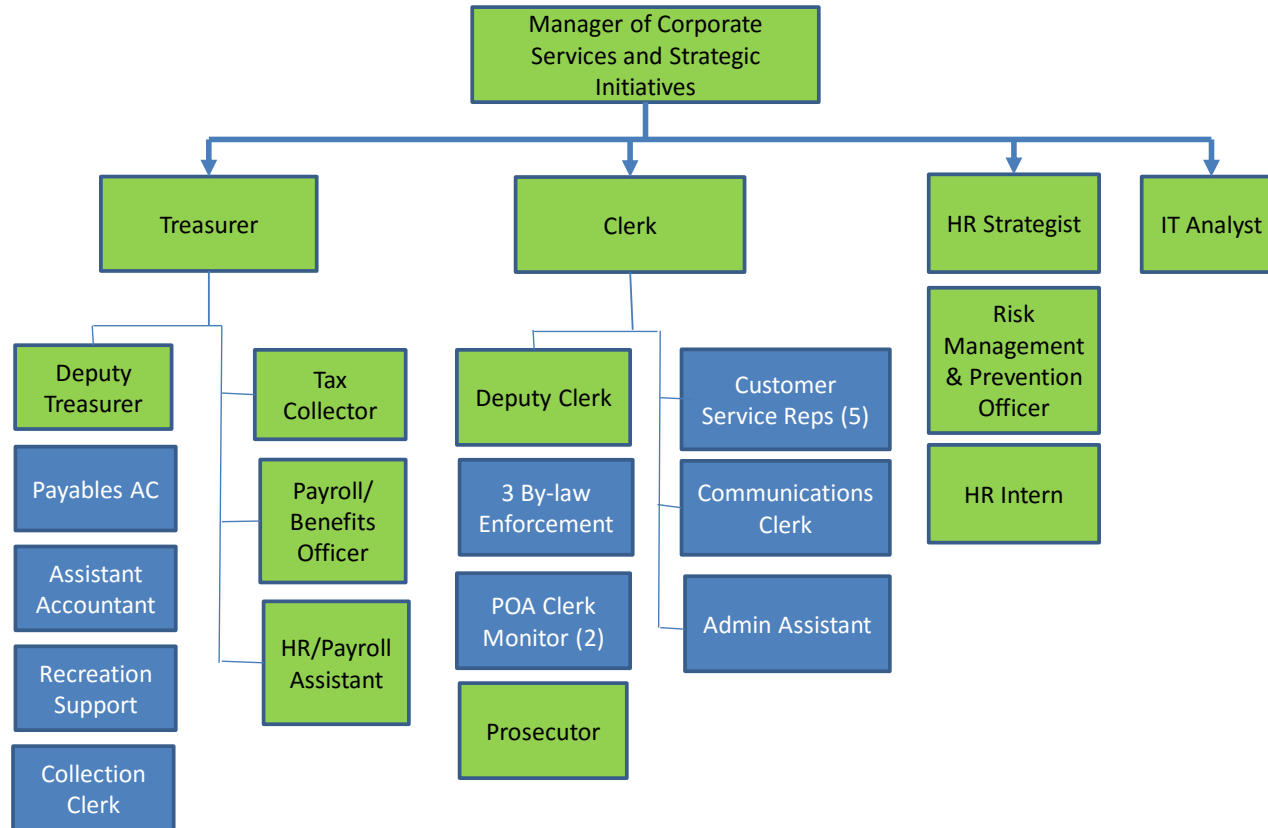 Manager of Corporate
Services and Strategic
Initiatives
Treasurer
Clerk
HR Strategist
IT Analyst
Deputy
Treasurer
Payables AC
Assistant
Accountant
Recreation
Support
Collection
Clerk
Tax
Collector
Payroll/
Benefits
Officer
HR/Payroll
Assistant
Deputy Clerk
3 By-law
Enforcement
POA Clerk
Monitor (2)
Prosecutor
Customer
Service Reps (5)
Communications
Clerk
Admin Assistant
Risk
Management
& Prevention
Officer
HR Intern